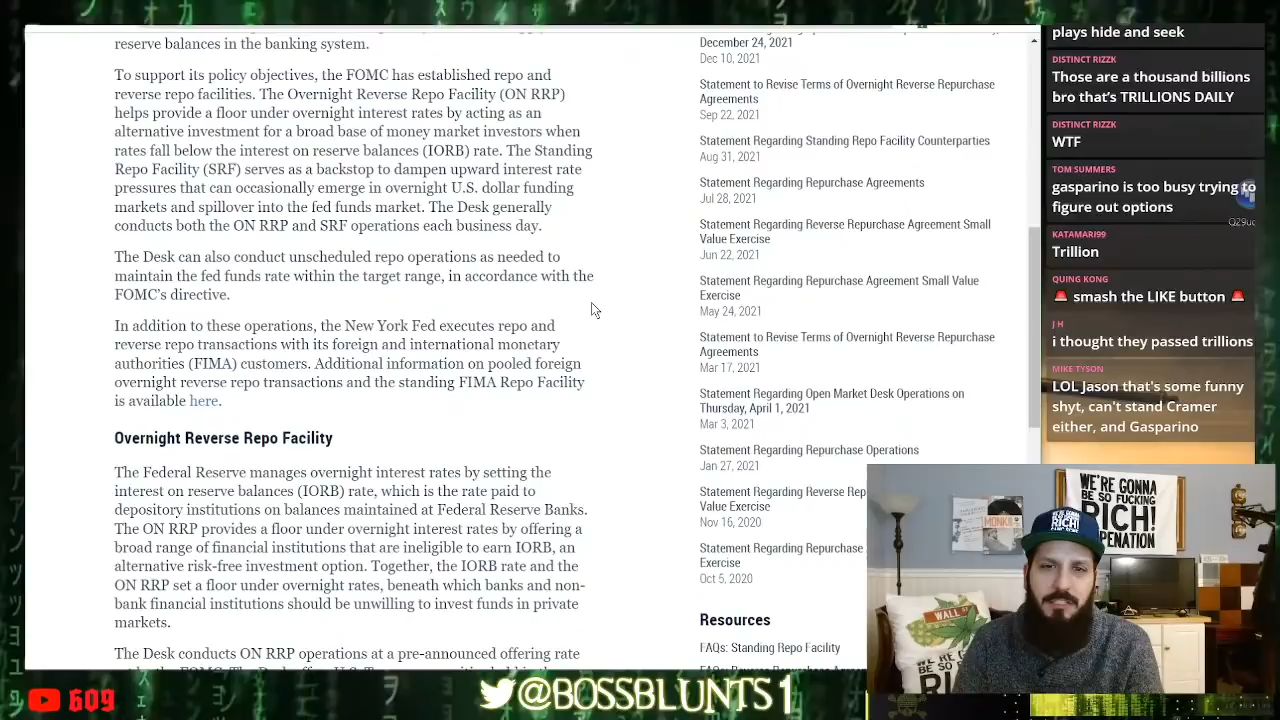 reserve balances in the banking system.
To support its policy objectives, the FOMC has established repo and
reverse repo facilities. The Overnight Reverse Repo Facility (ON RRP)
helps provide a floor under overnight interest rates by acting as an
alternative investment for a broad base of money market investors when
rates fall below the interest on reserve balances (IORB) rate. The Standing
Repo Facility (SRF) serves as a backstop to dampen upward interest rate
pressures that can occasionally emerge in overnight U.S. dollar funding
markets and spillover into the fed funds market. The Desk generally
conducts both the ON RRP and SRF operations each business day.
The Desk can also conduct unscheduled repo operations as needed to
maintain the fed funds rate within the target range, in accordance with the
FOMC's directive.
In addition to these operations, the New York Fed executes repo and
reverse repo transactions with its foreign and international monetary
authorities (FIMA) customers. Additional information on pooled foreign
overnight reverse repo transactions and the standing FIMA Repo Facility
is available here.
Overnight Reverse Repo Facility
The Federal Reserve manages overnight interest rates by setting the
interest on reserve balances (IORB) rate, which is the rate paid to
depository institutions on balances maintained at Federal Reserve Banks.
The ON RRP provides a floor under overnight interest rates by offering a
broad range of financial institutions that are ineligible to earn IORB, an
alternative risk-free investment option. Together, the IORB rate and the
ON RRP set a floor under overnight rates, beneath which banks and non-
bank financial institutions should be unwilling to invest funds in private
markets.
The Desk conducts ON RRP operations at a pre-announced offering rate
December 24, 2021
Dec 10, 2021
Statement to Revise Terms of Overnight Reverse Repurchase
Agreements
Sep 22, 2021
Statement Regarding Standing Repo Facility Counterparties
Aug 31, 2021
Statement Regarding Repurchase Agreements
Jul 28, 2021
Statement Regarding Reverse Repurchase Agreement Small
Value Exercise
Jun 22, 2021
Statement Regarding Repurchase Agreement Small Value
Exercise
May 24, 2021
Statement to Revise Terms of Overnight Reverse Repurchase
Agreements
Mar 17, 2021
Statement Regarding Open Market Desk Operations on
Thursday, April 1, 2021
Mar 3, 2021
Statement Regarding Repurchase Operations
Jan 27, 2021
Statement Regarding Reverse Rep
Value Exercise
Nov 16, 2020
Statement Regarding Repurchase
Exercise
Oct 5, 2020
Resources
FAQs: Standing Repo Facility
plays hide and seek
DISTINCT RIZZK
Those are a thousand billions
bro that's TRILLIONS DAILY
DISTINCT RIZZK
WTF
TOM SUMMERS
gasparino is too busy trying to
figure out options
KATAMARI99
Trillion
QUING KONG
🚨 smash the LIKE button 🚨
J H
i thought they passed trillions
MIKE TYSON
LOL Jason that's some funny
shyt, can't stand Cramer
either, and Gasparino
WE'RE GONNA
BE SO FUCKING
RICH!
WALL ST
609
@BOSSBLUNTS1